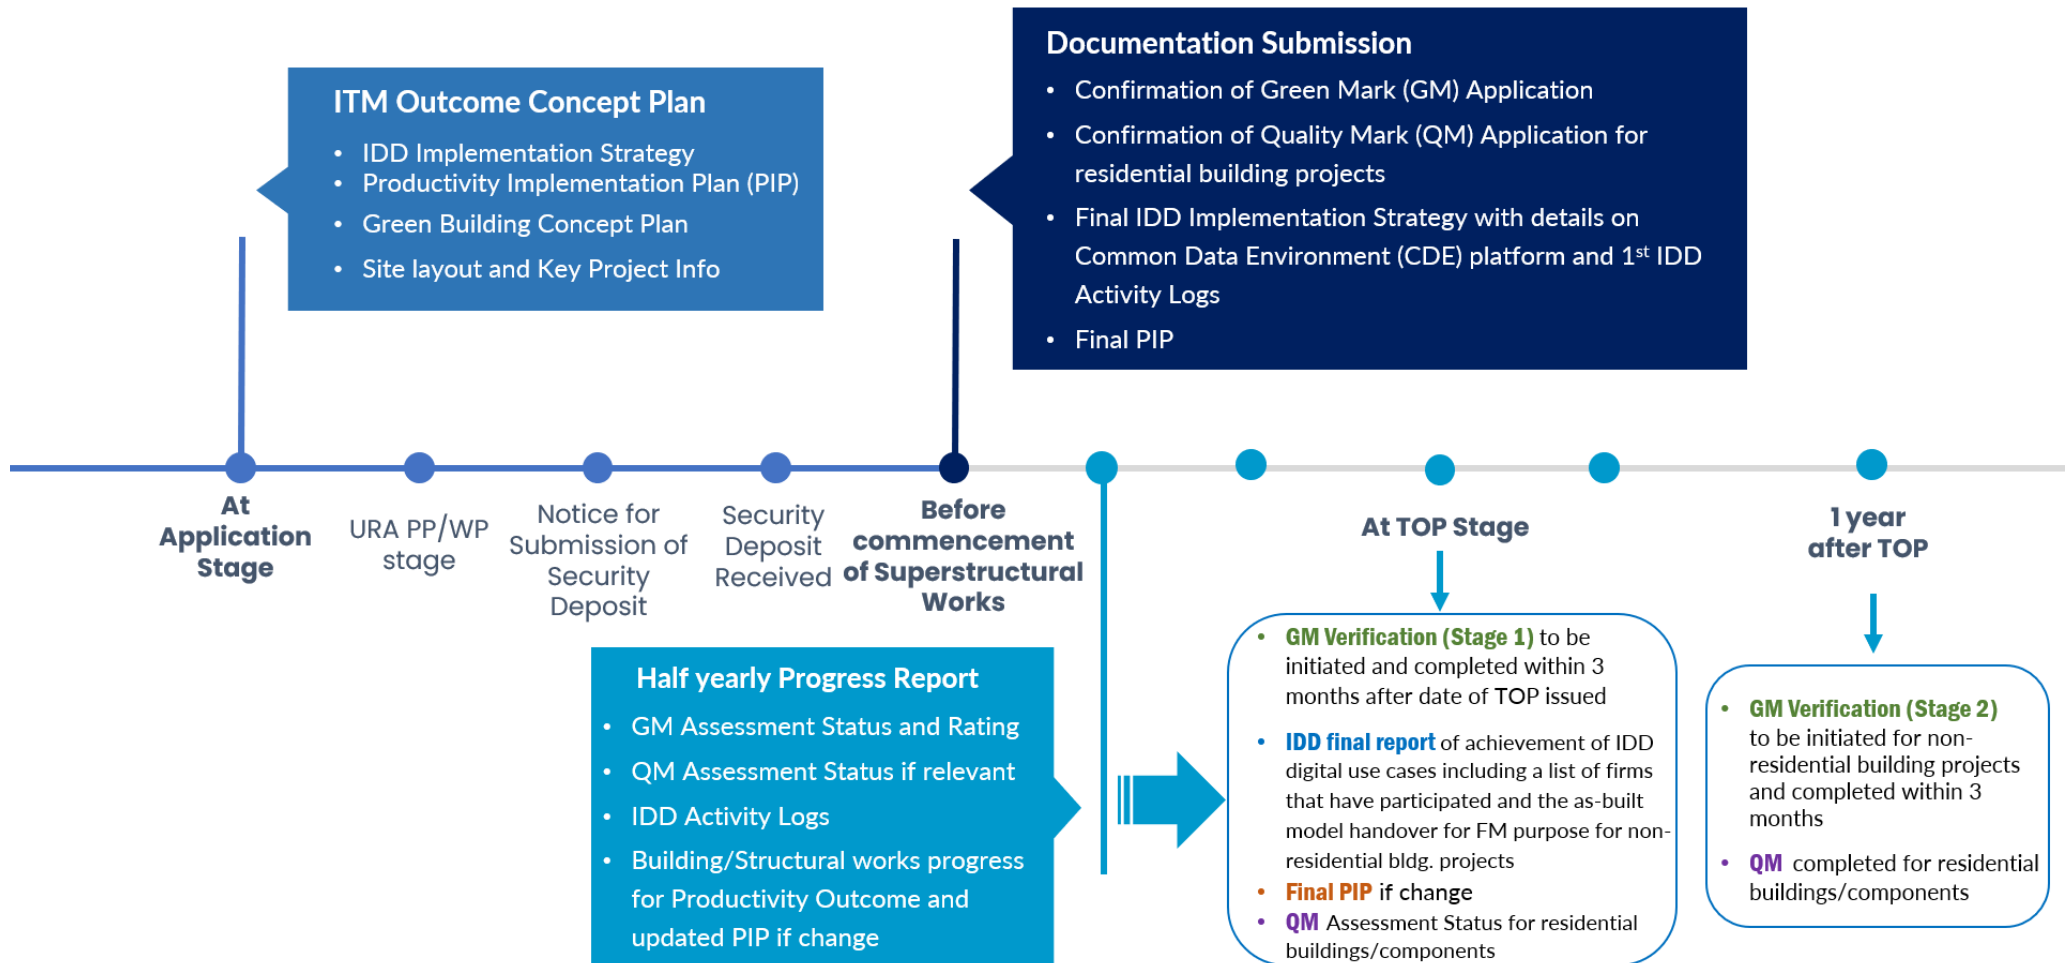 ITM Outcome Concept Plan
• IDD Implementation Strategy
• Productivity Implementation Plan (PIP)
• Green Building Concept Plan
• Site layout and Key Project Info
Documentation Submission
• Confirmation of Green Mark (GM) Application
• Confirmation of Quality Mark (QM) Application for
residential building projects
• Final IDD Implementation Strategy with details on
Common Data Environment (CDE) platform and 1st IDD
Activity Logs
• Final PIP
At
Application
Stage
URA PP/WP
stage
Notice for
Submission of
Security
Deposit
Security
Deposit
Received
Before
commencement
of Superstructural
Works
At TOP Stage
1 year
after TOP
Half yearly Progress Report
• GM Assessment Status and Rating
• QM Assessment Status if relevant
• IDD Activity Logs
• Building/Structural works progress
for Productivity Outcome and
updated PIP if change
• GM Verification (Stage 1) to be
initiated and completed within 3
months after date of TOP issued
• IDD final report of achievement of IDD
digital use cases including a list of firms
that have participated and the as-built
model handover for FM purpose for non-
residential bldg. projects
• Final PIP if change
• QM Assessment Status for residential
buildings/components
• GM Verification (Stage 2)
to be initiated for non-
residential building projects
and completed within 3
months
• QM completed for residential
buildings/components